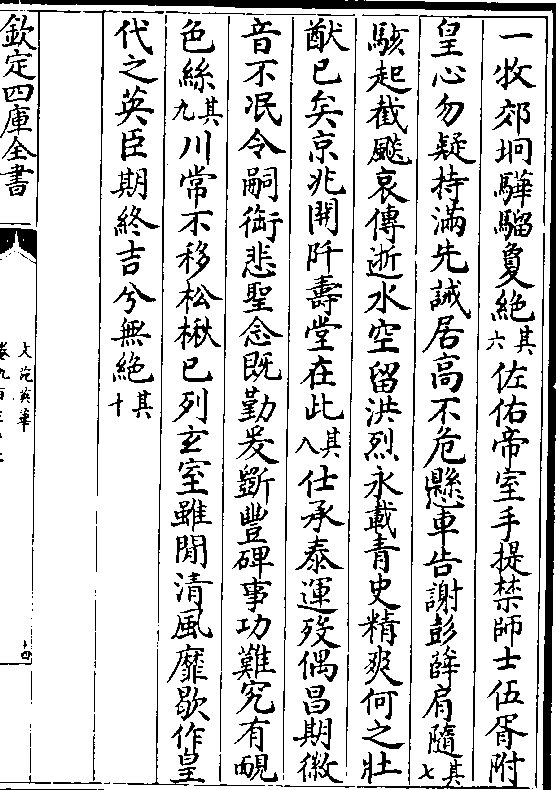 一牧郊坰驊騮夐絶其六佐佑帝室手提禁師士伍胥附
皇心勿疑持滿先誡居高不危懸車告謝彭薛肩隨其七
駭起截飈哀傳逝水空留洪烈永載青史精爽何之壯
猷已矣京兆開阡壽堂在此其八仕承泰運歿偶昌期徽
音不泯令嗣銜悲聖念既勤爰斷豐碑事功難究有靦
色絲其九川常不移松楸已列玄室雖閒清風靡歇作皇
代之英臣期終吉兮無絶其十
欽定四庫全書
文苑英華
卷九百
十四